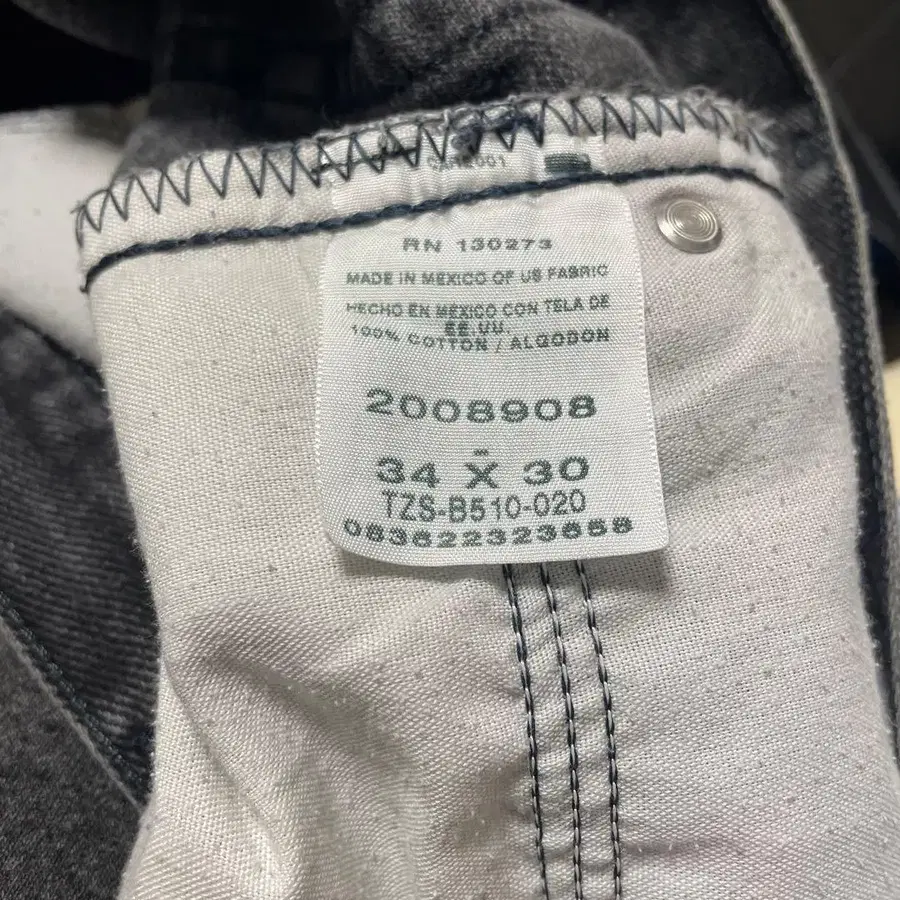 RN 130273
MADE IN MEXICO OF US FABRIC
HECHO EN MÉXICO CON TELA DE
EE.UU.
100% COTTON / ALGODON
2008908
34 X 30
TZS-B510-020
083622323658